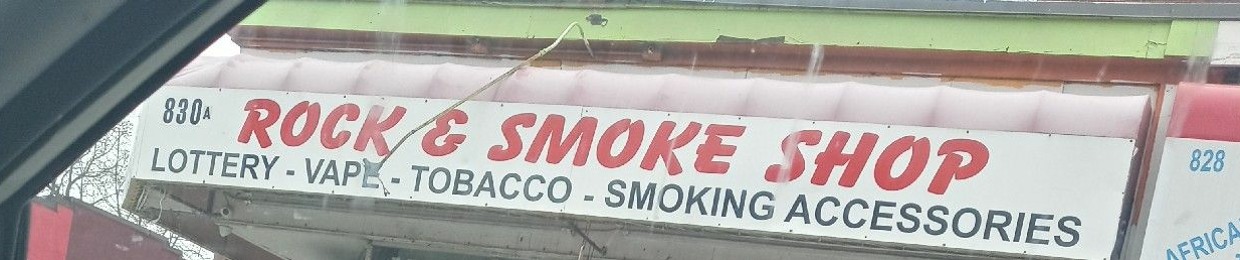 830A ROCK & SMOKE SHOP
LOTTERY - VAPE - TOBACCO - SMOKING ACCESSORIES
828